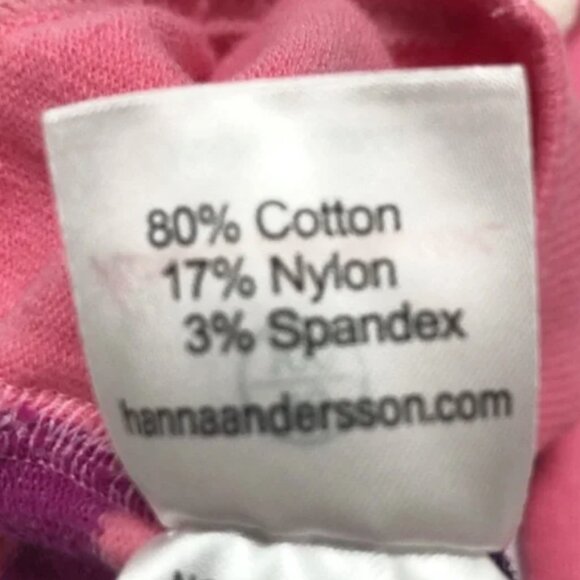 80% Cotton
17% Nylon
3% Spandex
hannaandersson.com